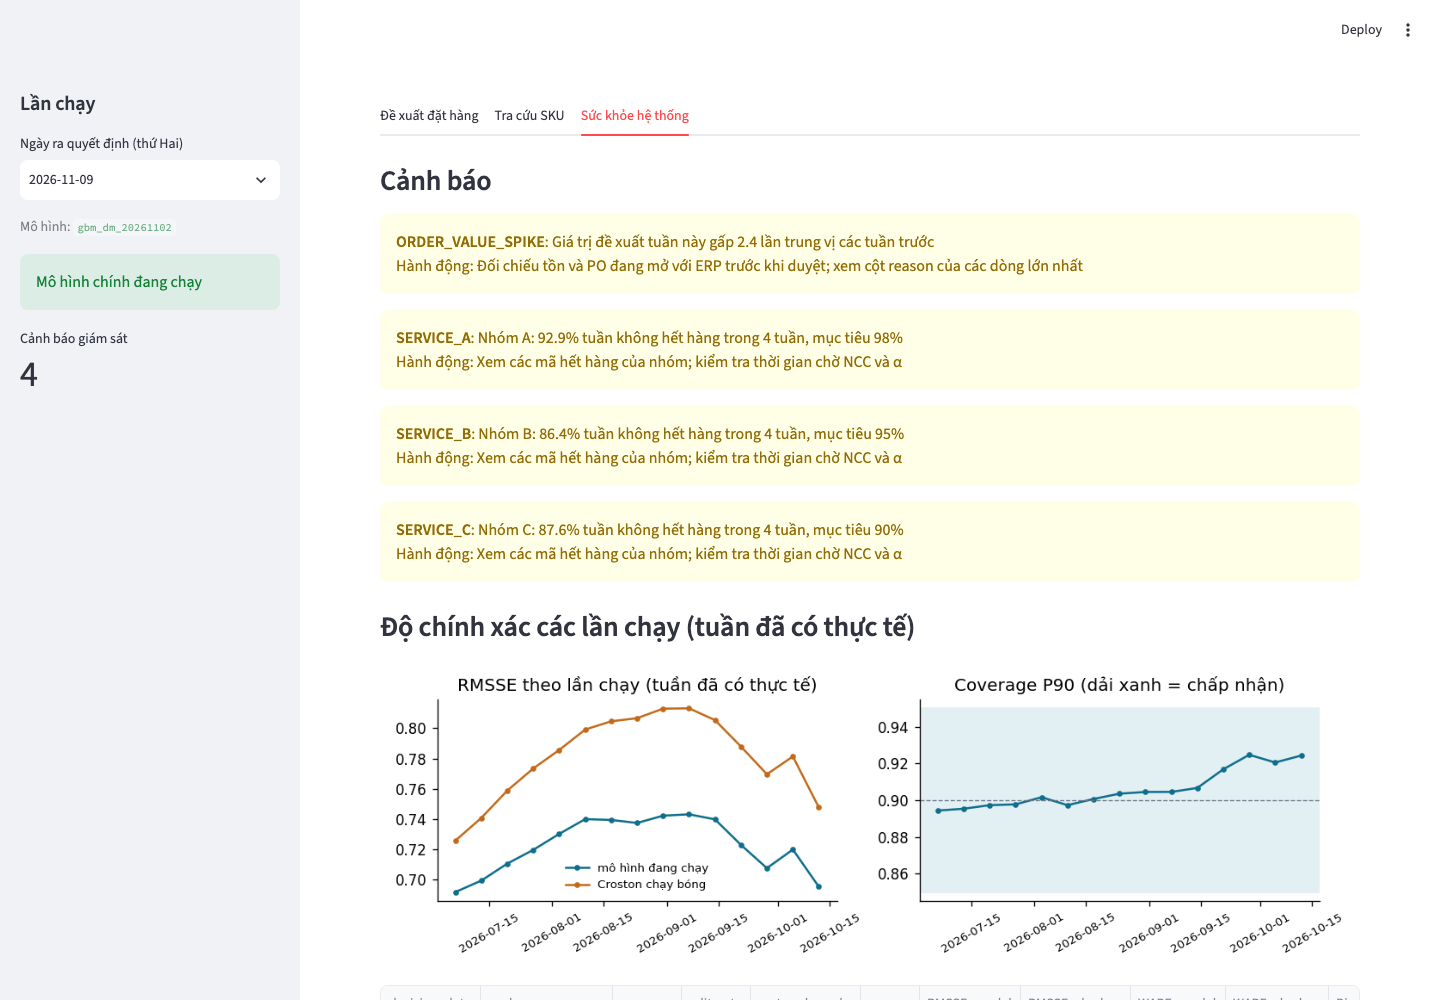 Deploy
Lần chạy
Ngày ra quyết định (thứ Hai)
2026-11-09
Mô hình: gbm_dm_20261102
Mô hình chính đang chạy
Cảnh báo giám sát
4
Đề xuất đặt hàng
Tra cứu SKU
Sức khỏe hệ thống
Cảnh báo
ORDER_VALUE_SPIKE: Giá trị đề xuất tuần này gấp 2.4 lần trung vị các tuần trước
Hành động: Đối chiếu tồn và PO đang mở với ERP trước khi duyệt; xem cột reason của các dòng lớn nhất
SERVICE_A: Nhóm A: 92.9% tuần không hết hàng trong 4 tuần, mục tiêu 98%
Hành động: Xem các mã hết hàng của nhóm; kiểm tra thời gian chờ NCC và α
SERVICE_B: Nhóm B: 86.4% tuần không hết hàng trong 4 tuần, mục tiêu 95%
Hành động: Xem các mã hết hàng của nhóm; kiểm tra thời gian chờ NCC và α
SERVICE_C: Nhóm C: 87.6% tuần không hết hàng trong 4 tuần, mục tiêu 90%
Hành động: Xem các mã hết hàng của nhóm; kiểm tra thời gian chờ NCC và α
Độ chính xác các lần chạy (tuần đã có thực tế)
RMSSE theo lần chạy (tuần đã có thực tế)
0.80
0.78
0.76
0.74
0.72
0.70
mô hình đang chạy
Croston chạy bóng
2026-07-15
2026-08-01
2026-08-15
2026-09-01
2026-09-15
2026-10-01
2026-10-15
Coverage P90 (dải xanh = chấp nhận)
0.94
0.92
0.90
0.88
0.86
2026-07-15
2026-08-01
2026-08-15
2026-09-01
2026-09-15
2026-10-01
2026-10-15